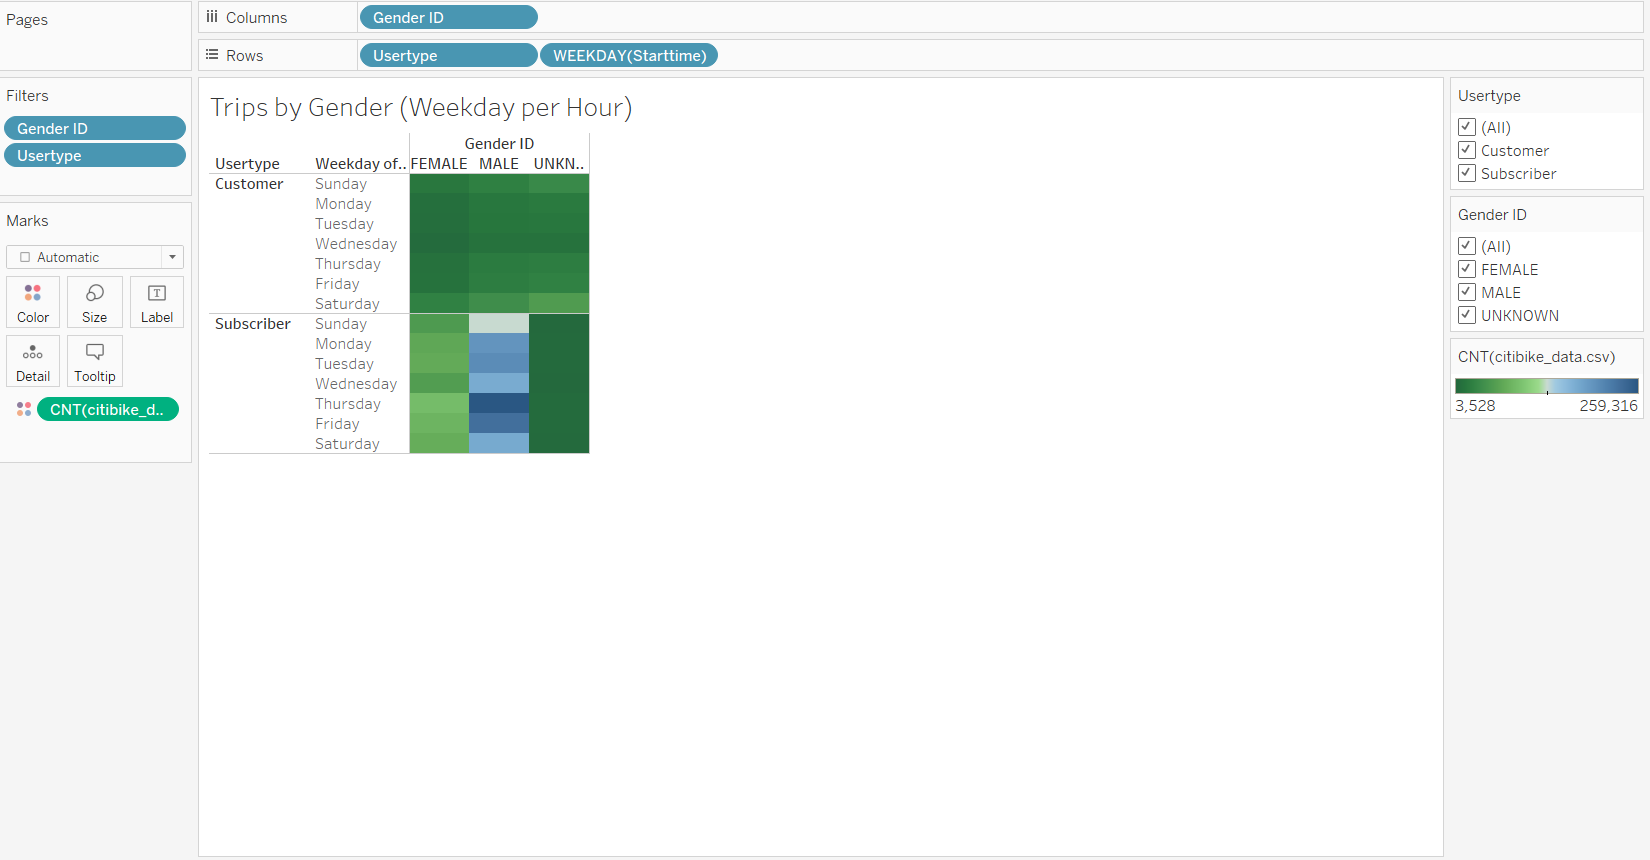 Pages
Columns Gender ID
Rows Usertype WEEKDAY(Starttime)
Filters
Gender ID
Usertype
Marks
Automatic
Color Size Label
Detail Tooltip
CNT(citibike_d..
Trips by Gender (Weekday per Hour)
Gender ID
Usertype Weekday of.. FEMALE MALE UNKN..
Customer Sunday
Monday
Tuesday
Wednesday
Thursday
Friday
Saturday
Subscriber Sunday
Monday
Tuesday
Wednesday
Thursday
Friday
Saturday
Usertype
(All)
Customer
Subscriber
Gender ID
(All)
FEMALE
MALE
UNKNOWN
CNT(citibike_data.csv)
3,528 259,316